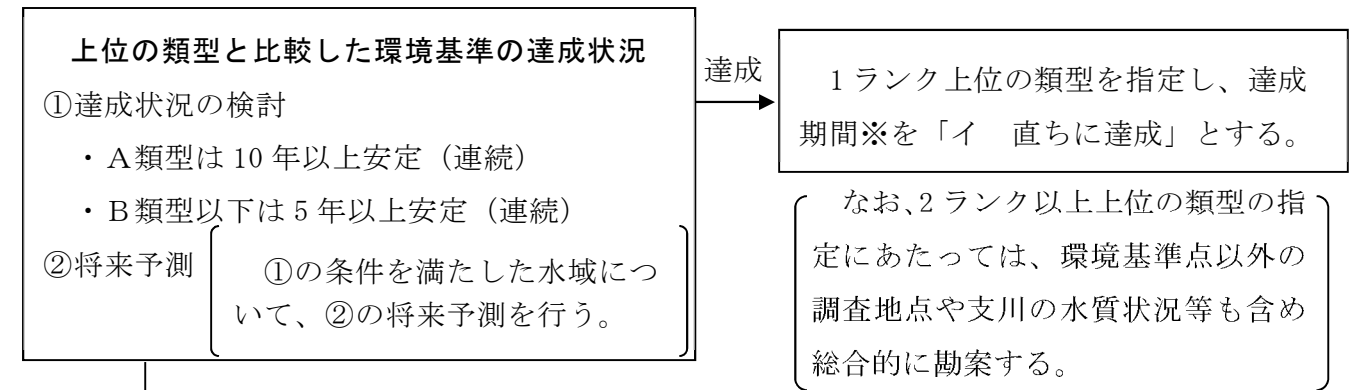 上位の類型と比較した環境基準の達成状況
①達成状況の検討
・Ａ類型は 10 年以上安定（連続）
・Ｂ類型以下は 5 年以上安定（連続）
②将来予測
①の条件を満たした水域につ
いて、②の将来予測を行う。
達成
1 ランク上位の類型を指定し、達成
期間※を「イ　直ちに達成」とする。
なお、2 ランク以上上位の類型の指
定にあたっては、環境基準点以外の
調査地点や支川の水質状況等も含め
総合的に勘案する。